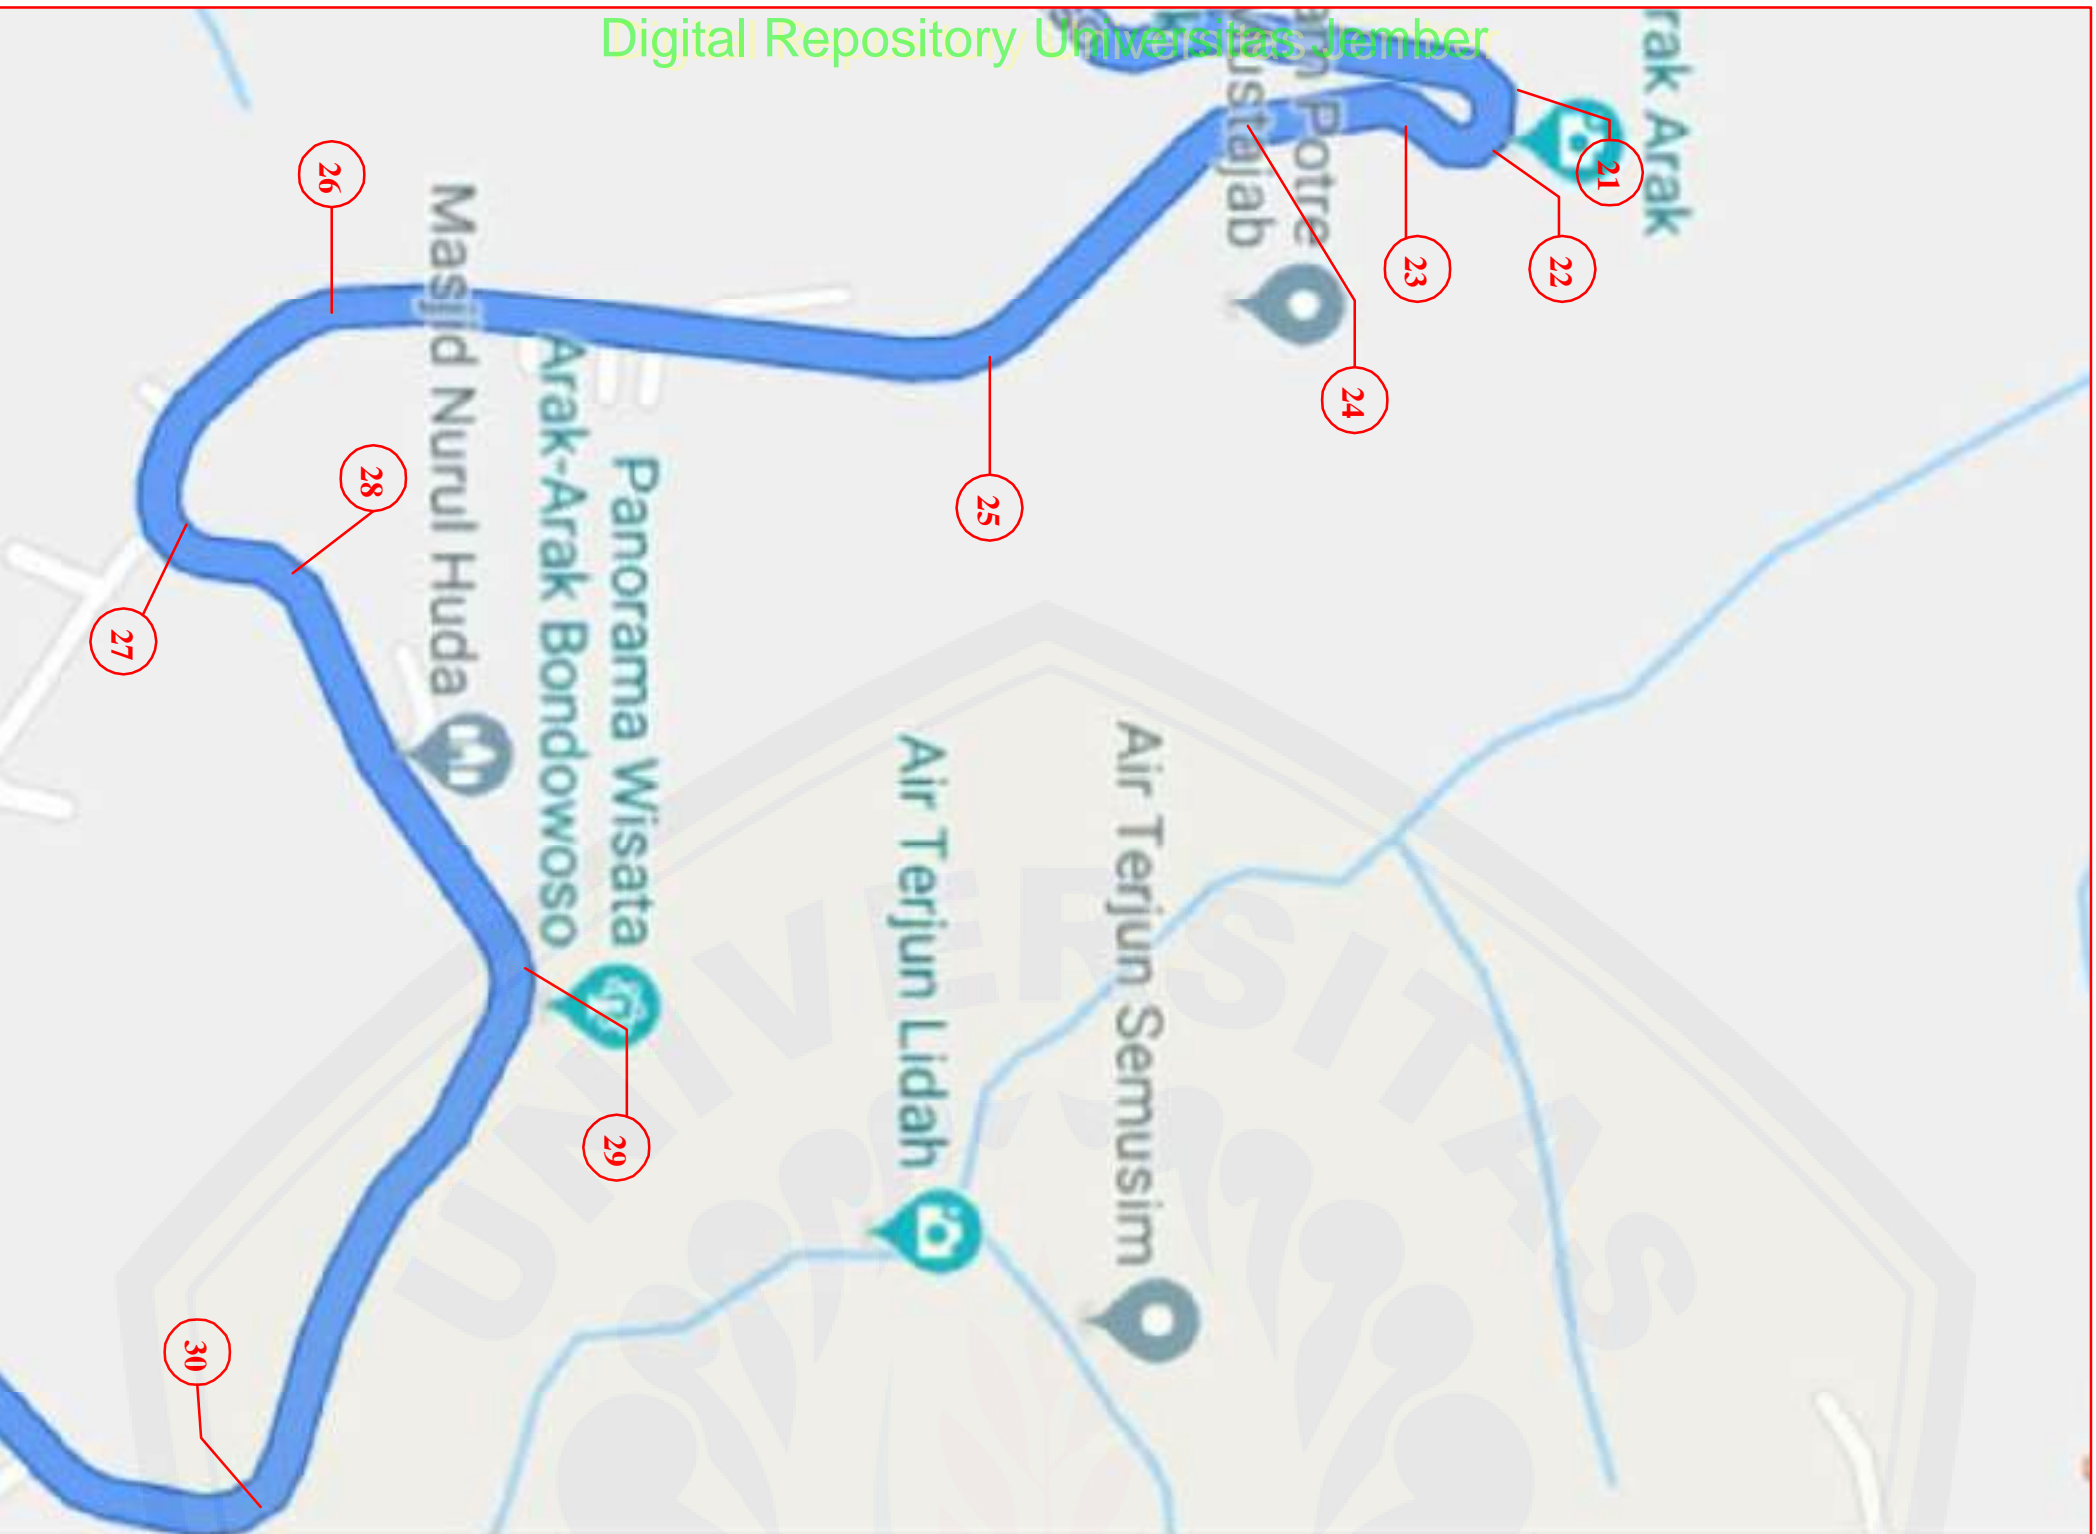 Digital Repository Universitas Jember
rak Arak
Potre
ustajab
21
22
23
24
25
26
27
28
29
30
Masjid Nurul Huda
Panorama Wisata
Arak-Arak Bondowoso
Air Terjun Lidah
Air Terjun Semusim
UNIVERSITAS